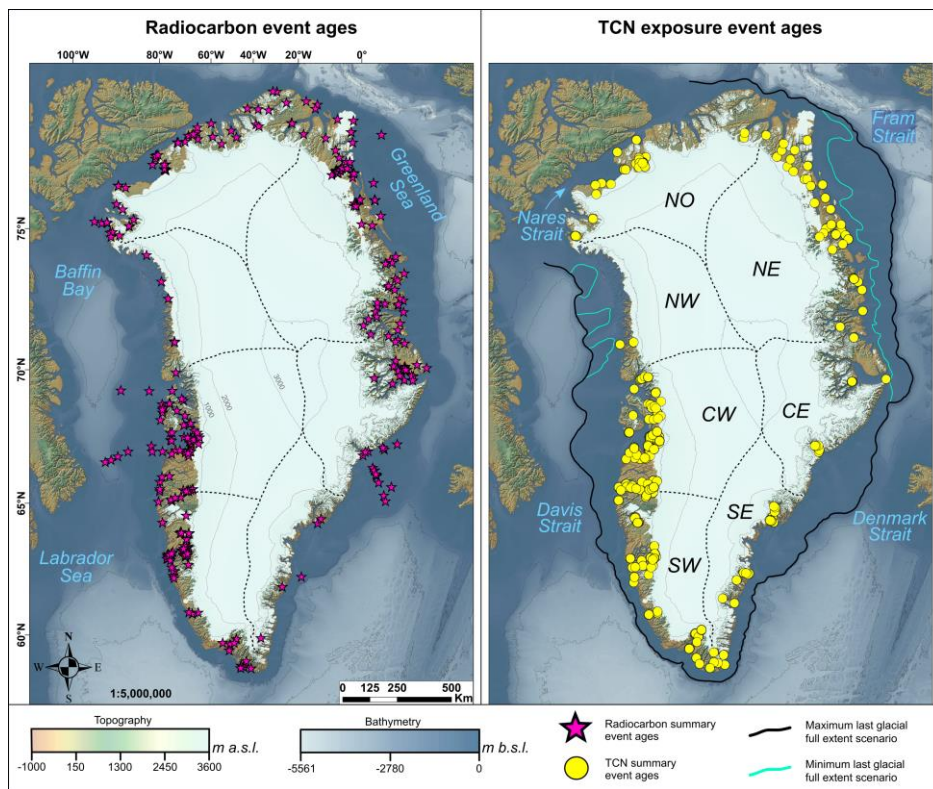 Radiocarbon event ages
100°W
80°W
60°W
40°W
20°W
0°
75°N
70°N
65°N
60°N
Greenland
Sea
Baffin
Bay
Labrador
Sea
1000
2000
3000
N
W
E
S
1:5,000,000
0 125 250 500
Km
TCN exposure event ages
Fram
Strait
Nares
Strait
NO
NE
NW
CW
CE
SE
SW
Davis
Strait
Denmark
Strait
Topography
m a.s.l.
-1000 150 1300 2450 3600
Bathymetry
m b.s.l.
-5561 -2780 0
Radiocarbon summary
event ages
TCN summary
event ages
Maximum last glacial
full extent scenario
Minimum last glacial
full extent scenario